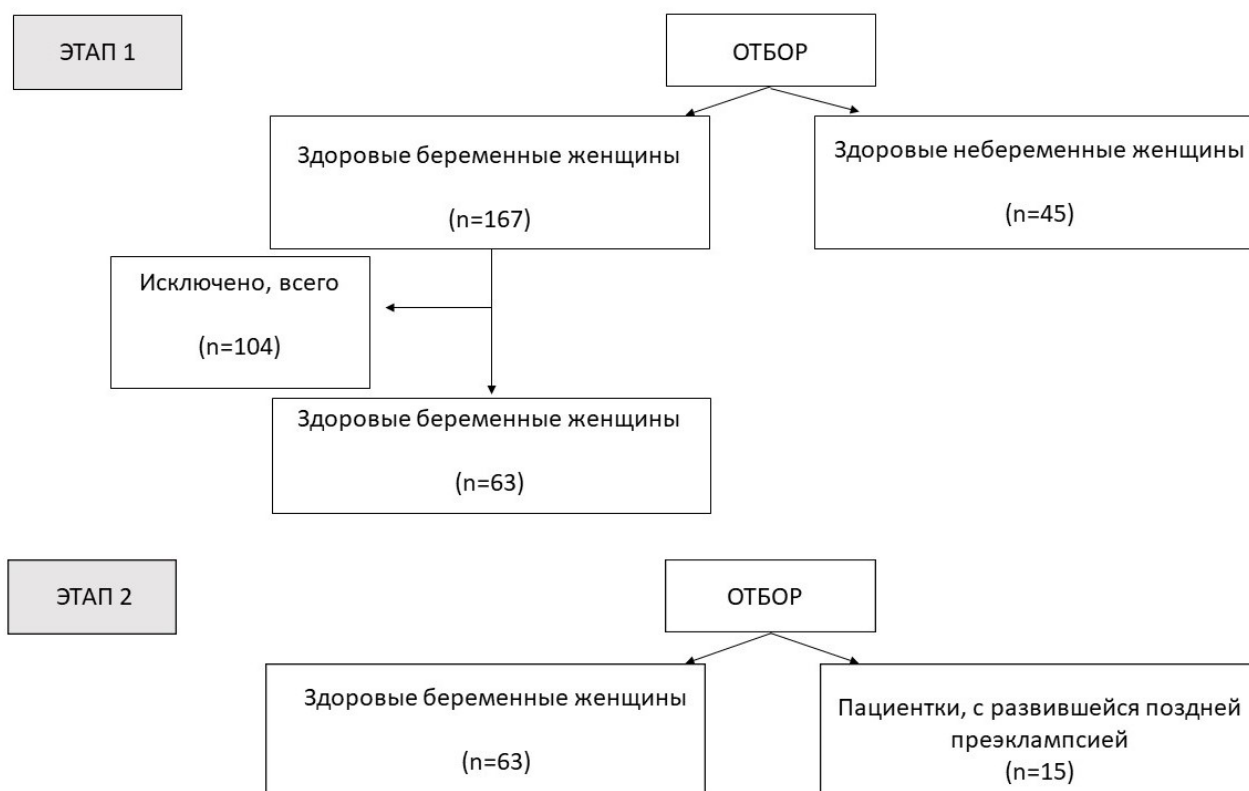 ЭТАП 1
ОТБОР
Здоровые беременные женщины
(n=167)
Здоровые небеременные женщины
(n=45)
Исключено, всего
(n=104)
Здоровые беременные женщины
(n=63)
ЭТАП 2
ОТБОР
Здоровые беременные женщины
(n=63)
Пациентки, с развившейся поздней
преэклампсией
(n=15)